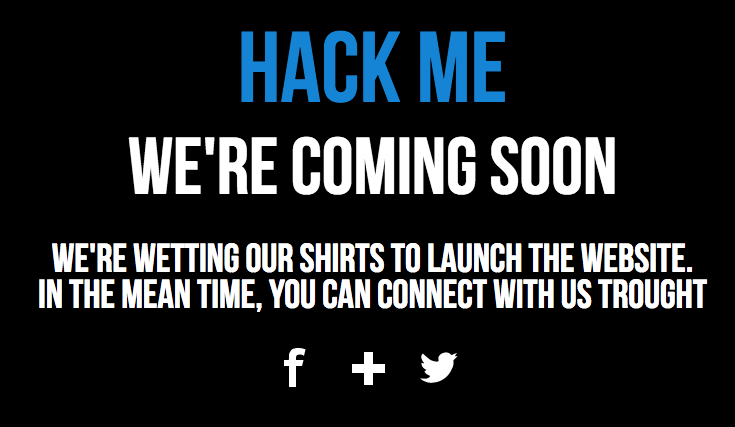 HACK ME
WE'RE COMING SOON
WE'RE WETTING OUR SHIRTS TO LAUNCH THE WEBSITE.
IN THE MEAN TIME, YOU CAN CONNECT WITH US TROUGHT